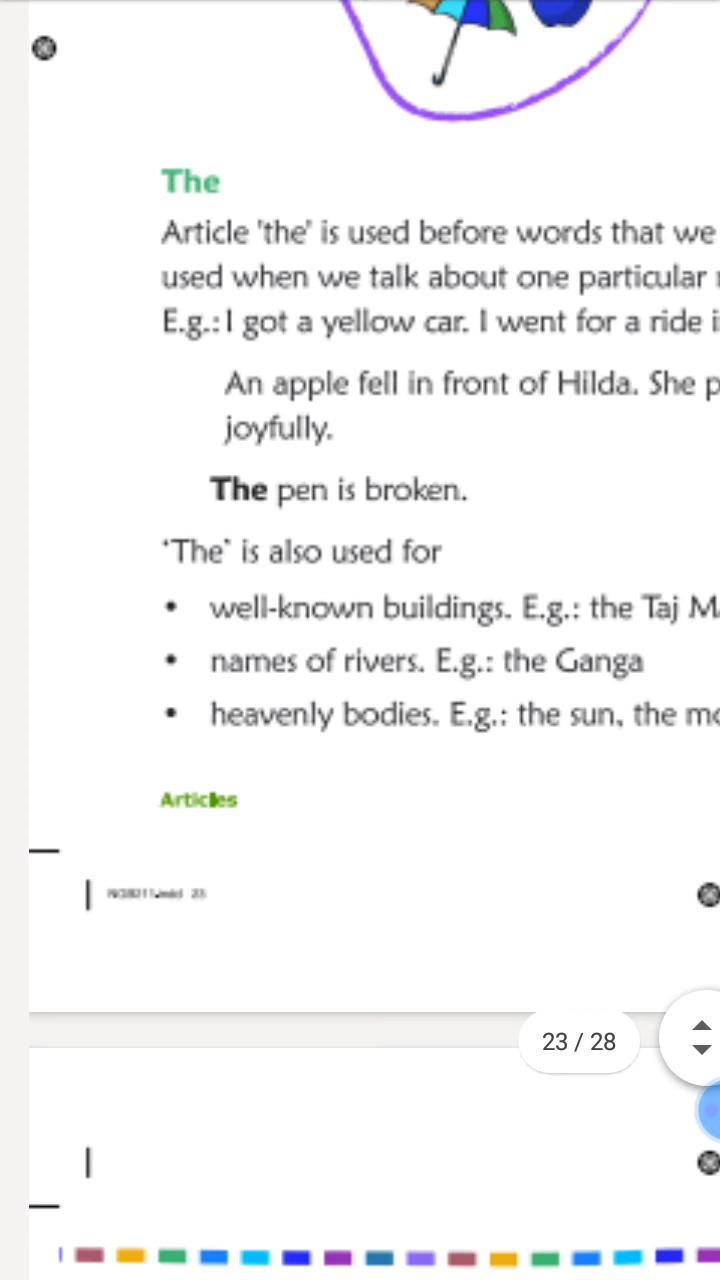 The
Article 'the' is used before words that we
used when we talk about one particular
E.g.: I got a yellow car. I went for a ride
An apple fell in front of Hilda. She
joyfully.
The pen is broken.
'The' is also used for
• well-known buildings. E.g.: the Taj
• names of rivers. E.g.: the Ganga
• heavenly bodies. E.g.: the sun, the
Articles
23
23 / 28